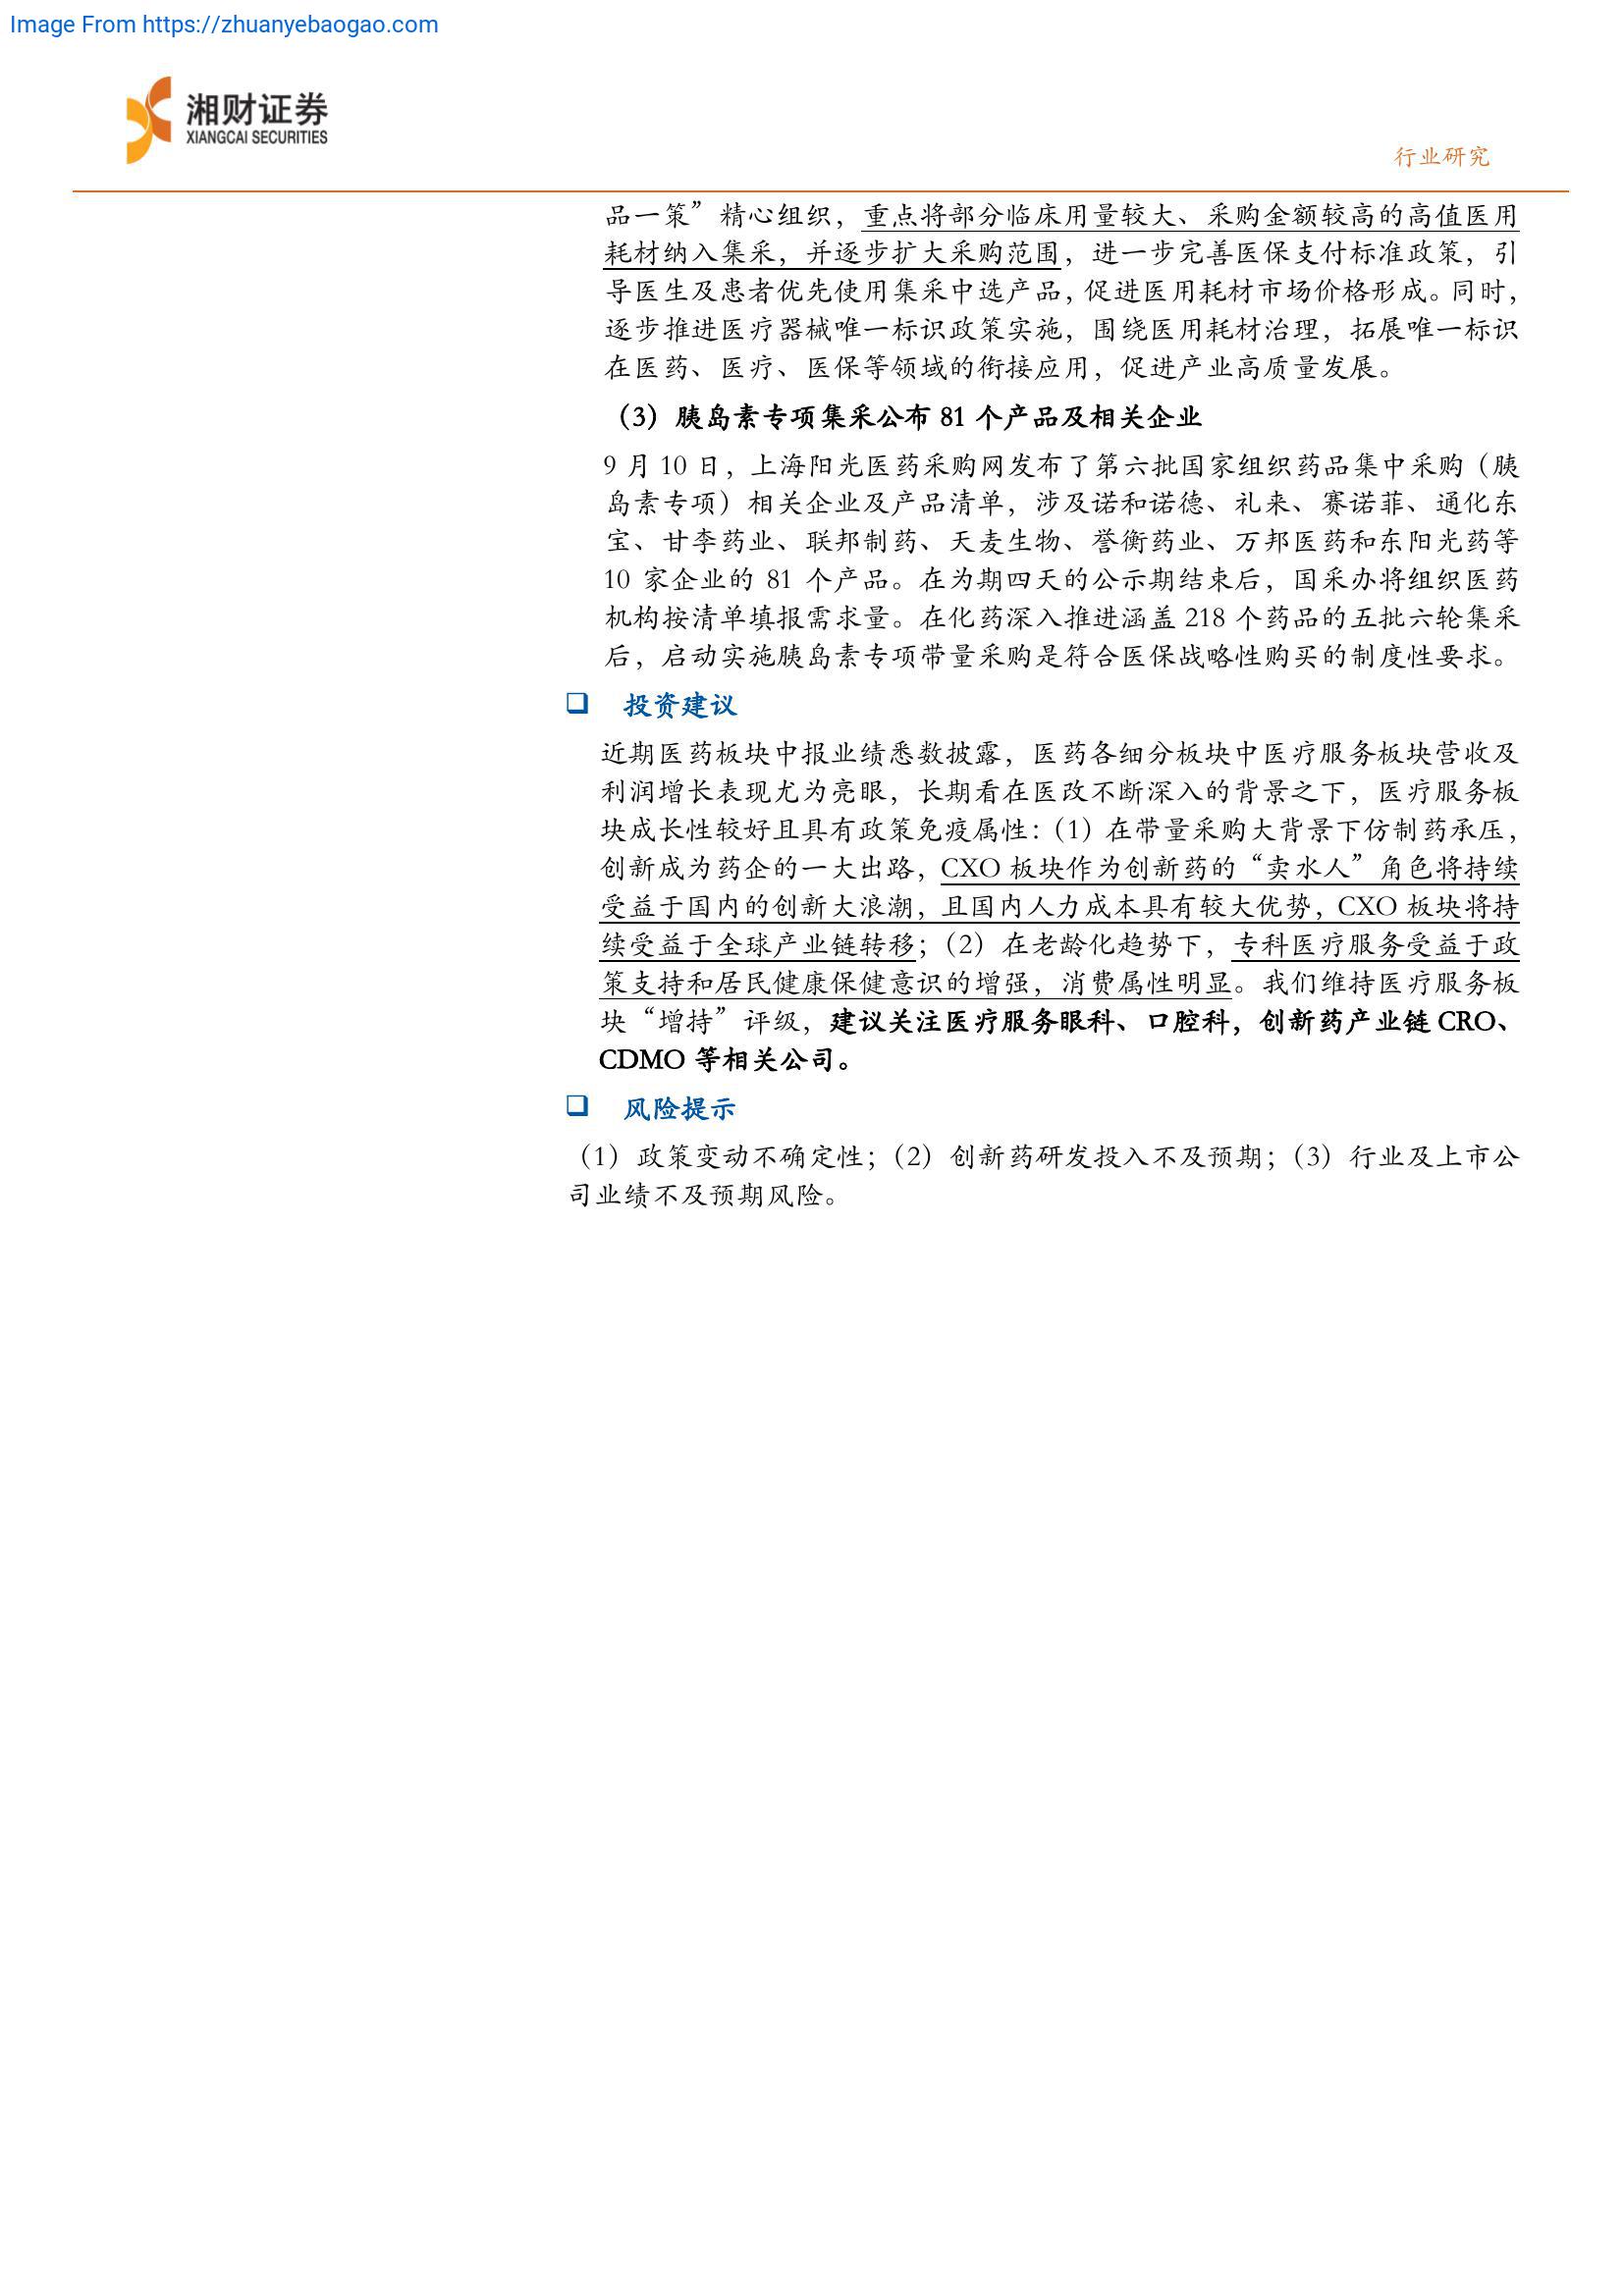 Image From https://zhuanyebaogao.com
湘财证券
XIANGCAI SECURITIES
行业研究
品一策”精心组织，重点将部分临床用量较大、采购金额较高的高值医用
耗材纳入集采，并逐步扩大采购范围，进一步完善医保支付标准政策，引
导医生及患者优先使用集采中选产品，促进医用耗材市场价格形成。同时，
逐步推进医疗器械唯一标识政策实施，围绕医用耗材治理，拓展唯一标识
在医药、医疗、医保等领域的衔接应用，促进产业高质量发展。
（3）胰岛素专项集采公布 81 个产品及相关企业
9 月 10 日，上海阳光医药采购网发布了第六批国家组织药品集中采购（胰
岛素专项）相关企业及产品清单，涉及诺和诺德、礼来、赛诺菲、通化东
宝、甘李药业、联邦制药、天麦生物、誉衡药业、万邦医药和东阳光药等
10 家企业的 81 个产品。在为期四天的公示期结束后，国采办将组织医药
机构按清单填报需求量。在化药深入推进涵盖 218 个药品的五批六轮集采
后，启动实施胰岛素专项带量采购是符合医保战略性购买的制度性要求。
❑ 投资建议
近期医药板块中报业绩悉数披露，医药各细分板块中医疗服务板块营收及
利润增长表现尤为亮眼，长期看在医改不断深入的背景之下，医疗服务板
块成长性较好且具有政策免疫属性：（1）在带量采购大背景下仿制药承压，
创新成为药企的一大出路，CXO 板块作为创新药的“卖水人”角色将持续
受益于国内的创新大浪潮，且国内人力成本具有较大优势，CXO 板块将持
续受益于全球产业链转移；（2）在老龄化趋势下，专科医疗服务受益于政
策支持和居民健康保健意识的增强，消费属性明显。我们维持医疗服务板
块“增持”评级，建议关注医疗服务眼科、口腔科，创新药产业链 CRO、
CDMO 等相关公司。
❑ 风险提示
（1）政策变动不确定性；（2）创新药研发投入不及预期；（3）行业及上市公
司业绩不及预期风险。